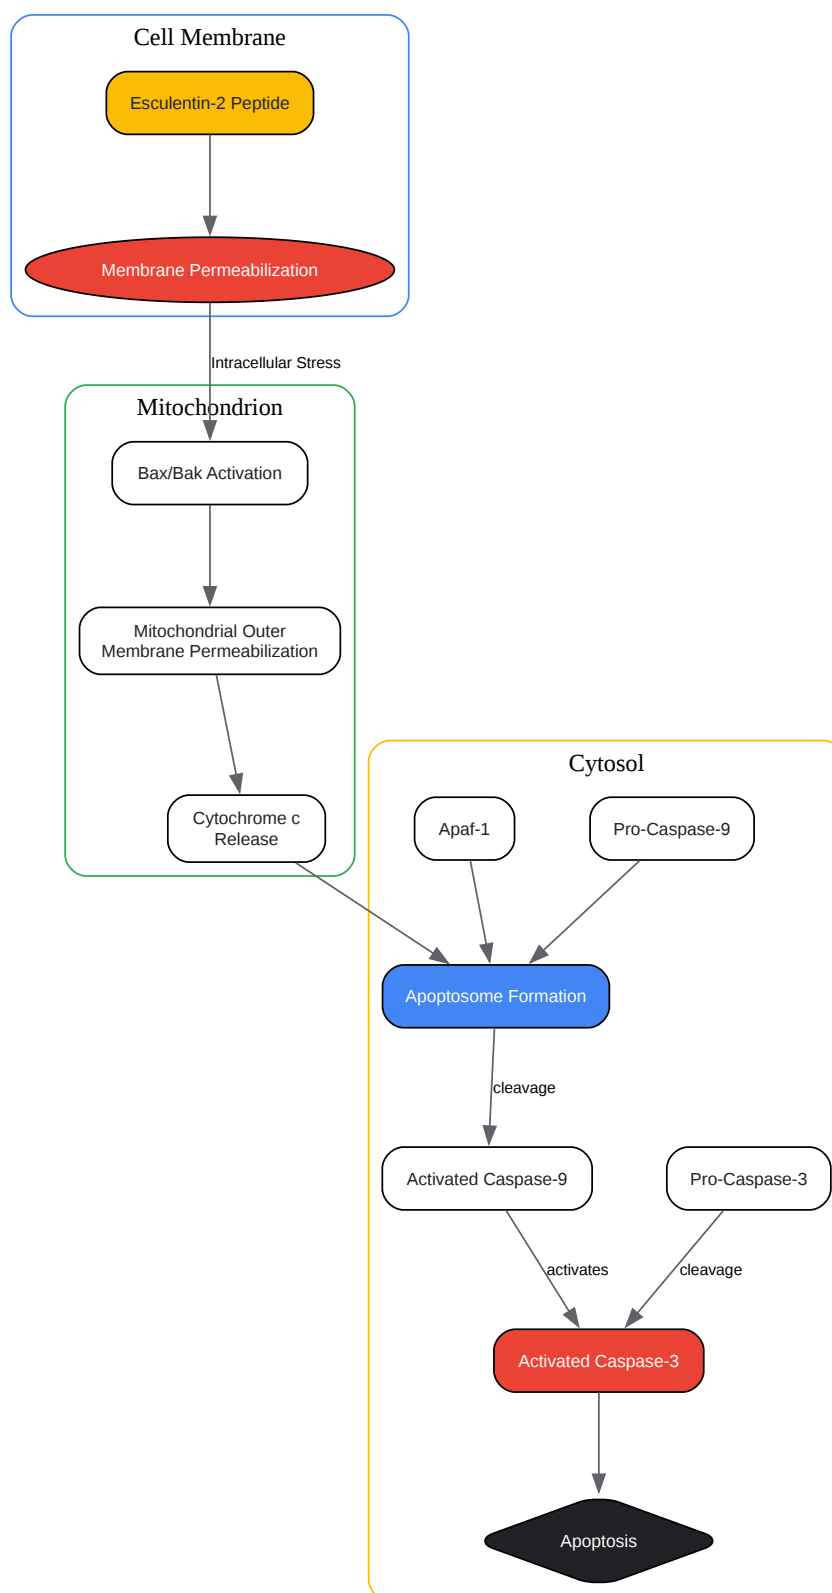 Cell Membrane
Esculentin-2 Peptide
Membrane Permeabilization
Intracellular Stress
Mitochondrion
Bax/Bak Activation
Mitochondrial Outer
Membrane Permeabilization
Cytochrome c
Release
Cytosol
Apaf-1
Pro-Caspase-9
Apoptosome Formation
cleavage
Activated Caspase-9
Pro-Caspase-3
activates
cleavage
Activated Caspase-3
Apoptosis